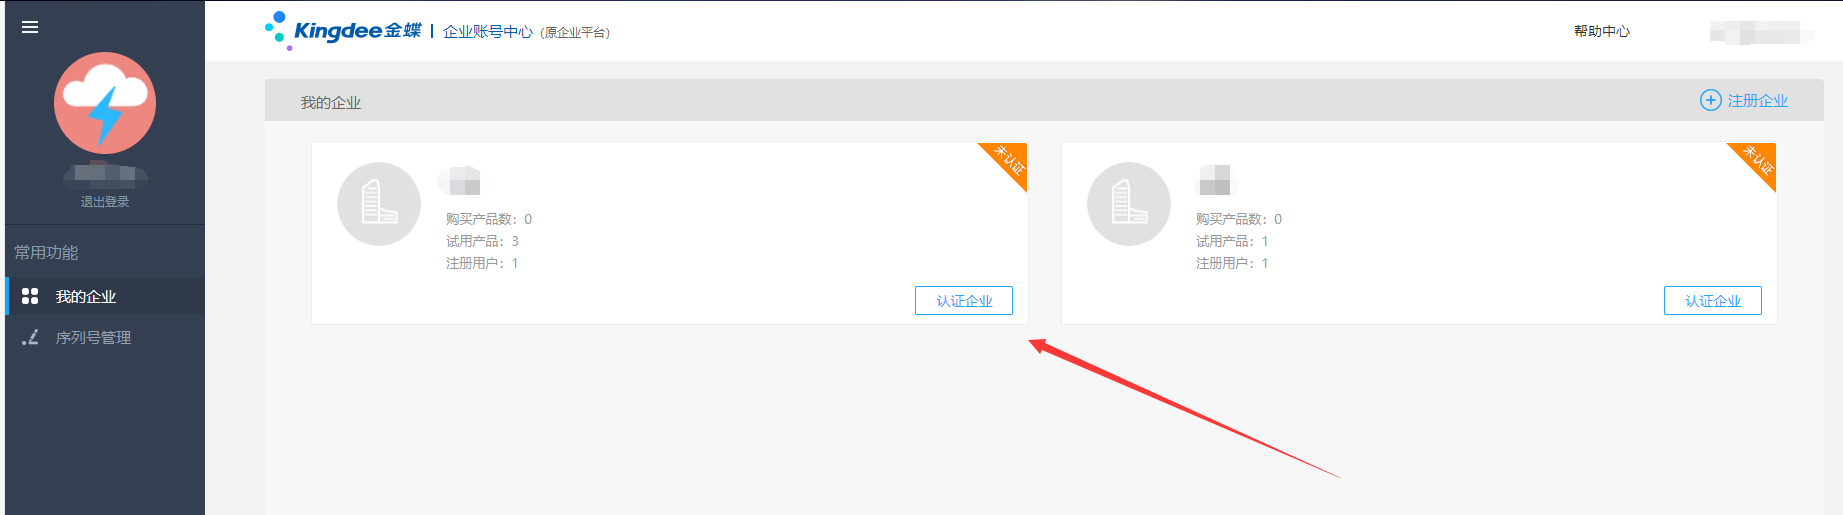 Kingdee金蝶 | 企业账号中心（原企业平台）
帮助中心
退出登录
常用功能
我的企业
序列号管理
我的企业
注册企业
未认证
购买产品数：0
试用产品：3
注册用户：1
认证企业
未认证
购买产品数：0
试用产品：1
注册用户：1
认证企业